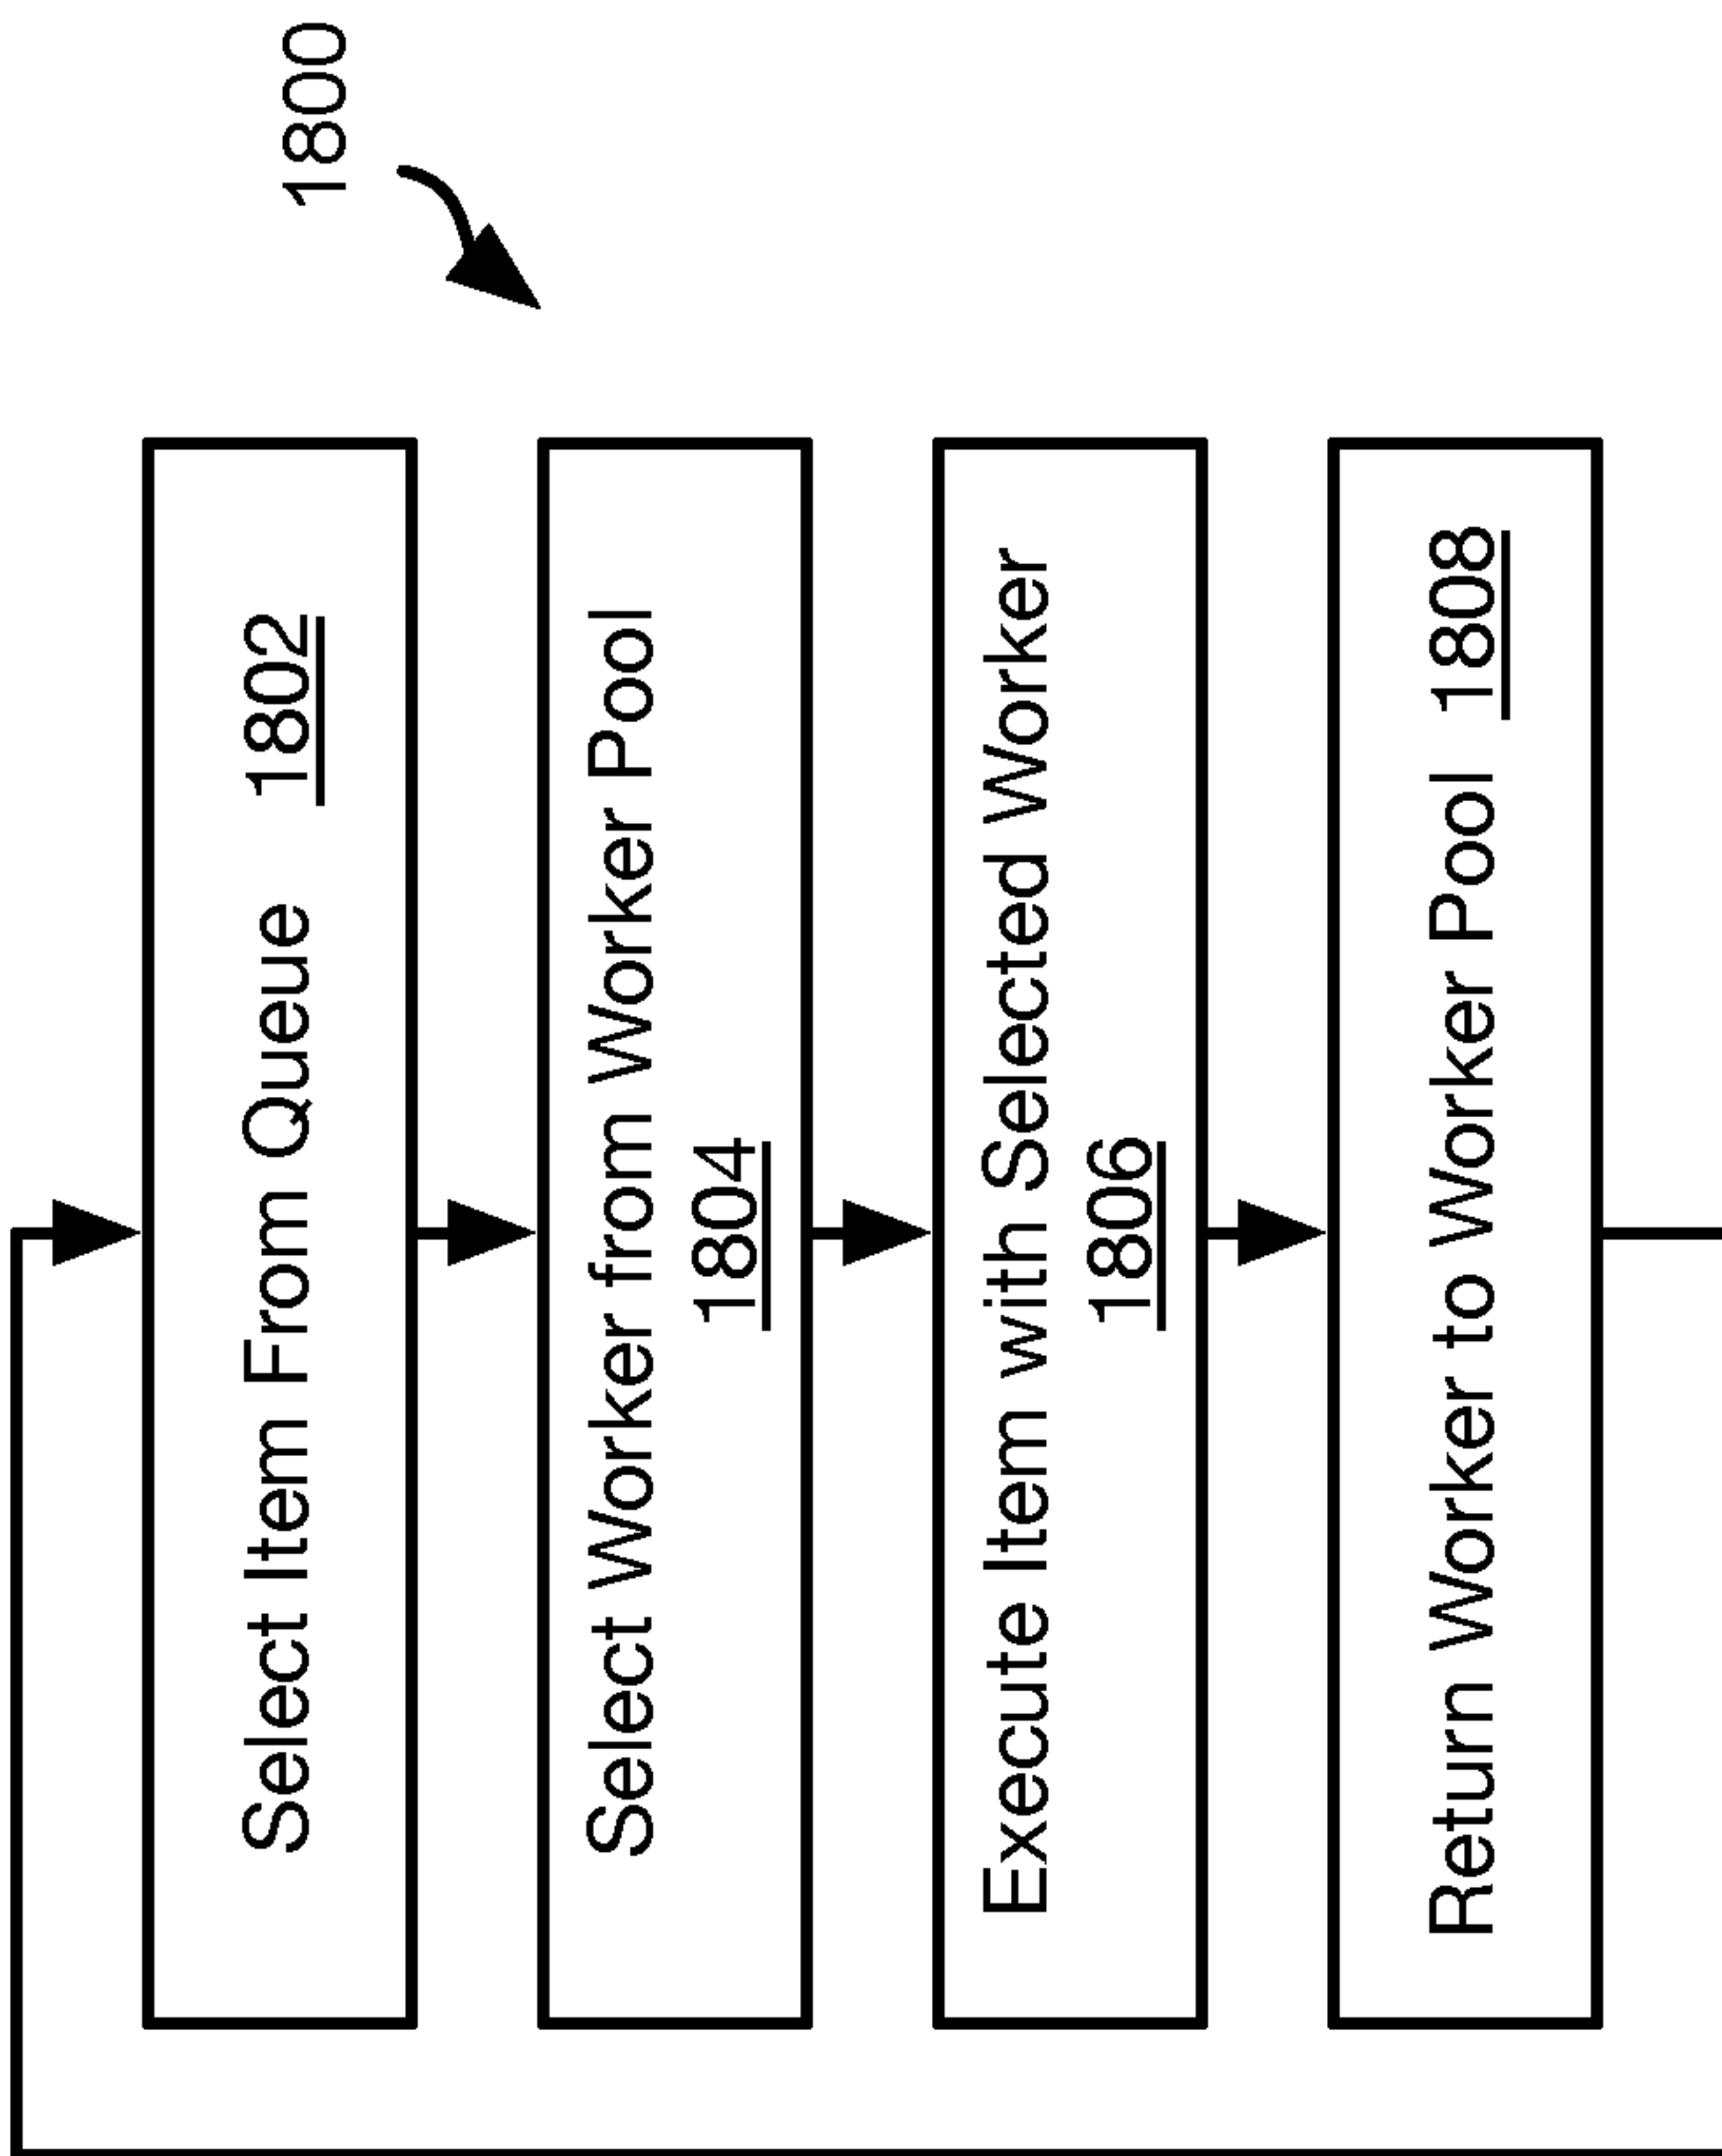 1800
Select Item From Queue 1802
Select Worker from Worker Pool
1804
Execute Item with Selected Worker
1806
Return Worker to Worker Pool 1808